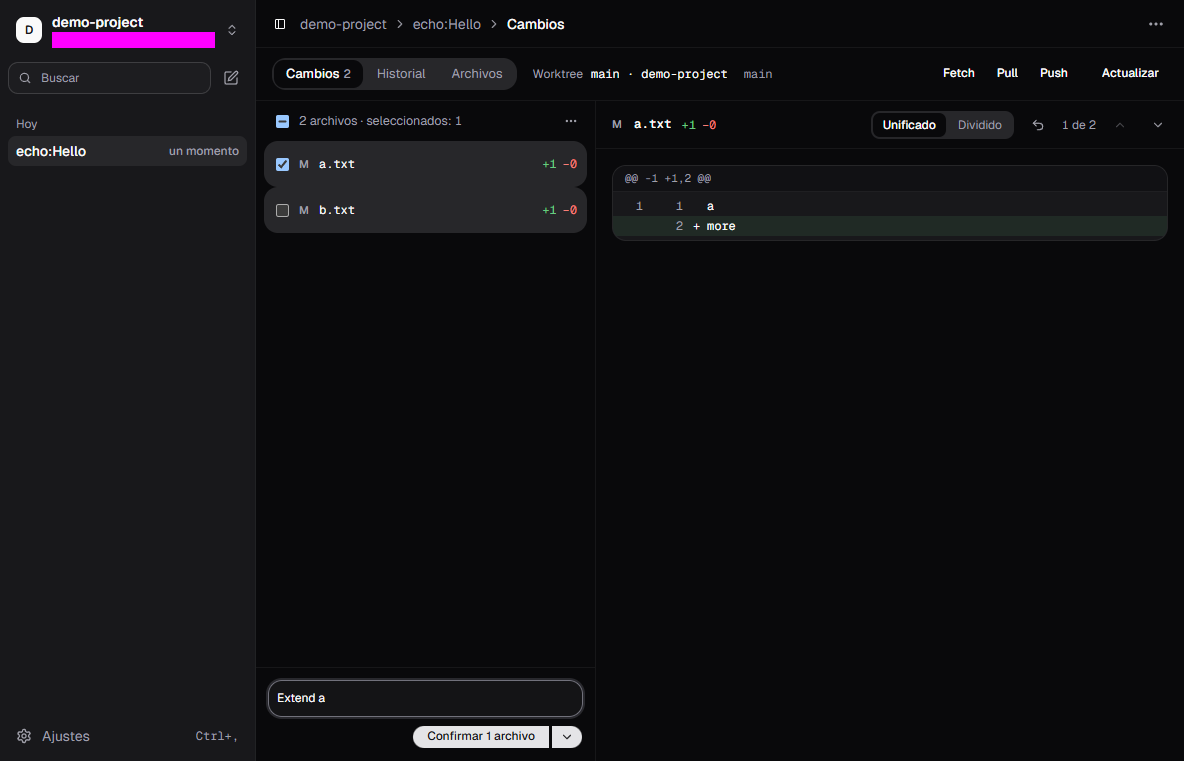 D
demo-project
Buscar
Hoy
echo:Hello un momento
Ajustes Ctrl+,
demo-project > echo:Hello > Cambios
Cambios 2 Historial Archivos Worktree main · demo-project main Fetch Pull Push Actualizar
2 archivos · seleccionados: 1
M a.txt +1 −0
M b.txt +1 −0
Extend a
Confirmar 1 archivo
M a.txt +1 −0 Unificado Dividido 1 de 2
@@ -1 +1,2 @@
1 1 a
2 + more